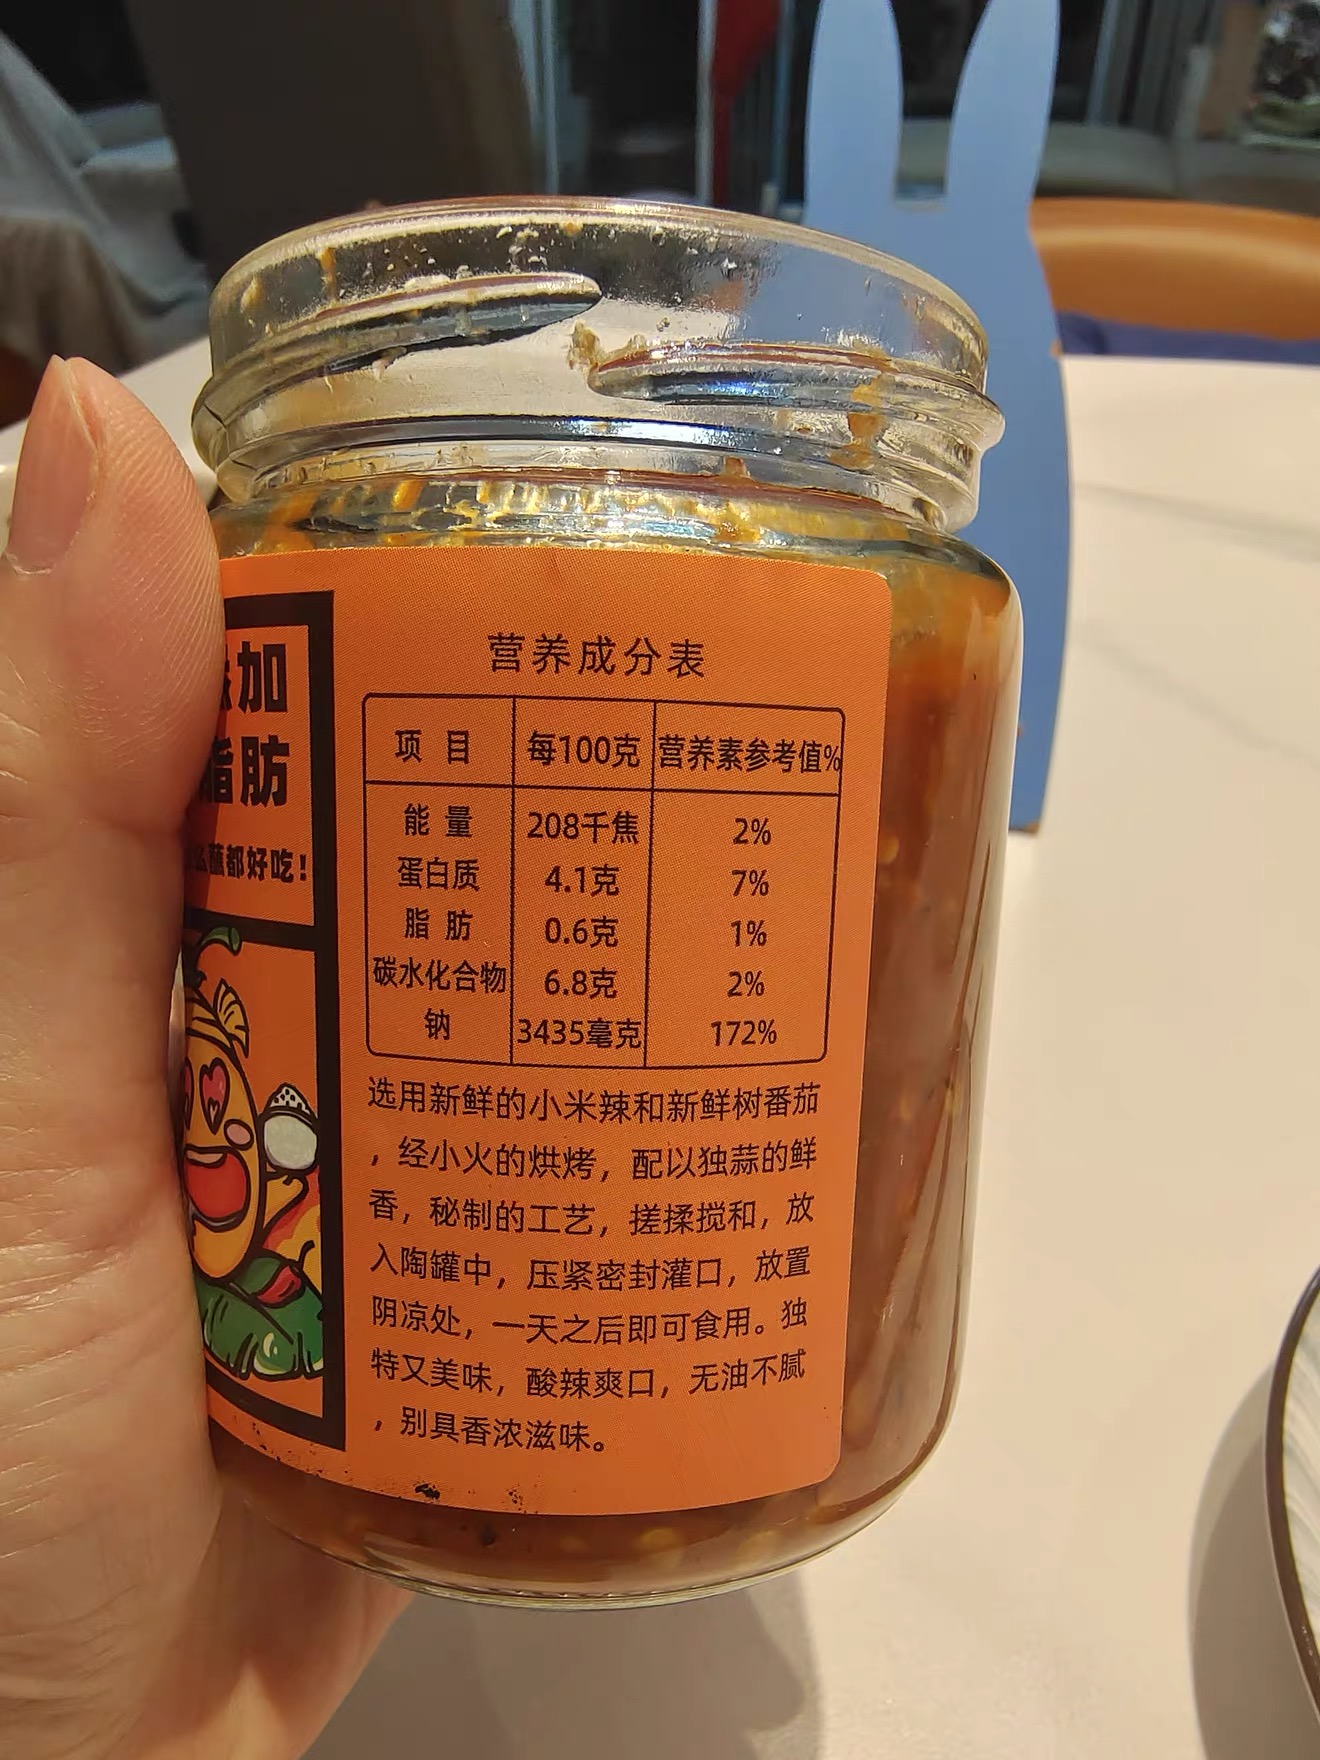 加
脂肪
蘸都好吃！
营养成分表
项 目 每100克 营养素参考值%
能 量 208千焦 2%
蛋白质 4.1克 7%
脂 肪 0.6克 1%
碳水化合物 6.8克 2%
钠 3435毫克 172%
选用新鲜的小米辣和新鲜树番茄
，经小火的烘烤，配以独蒜的鲜
香，秘制的工艺，搓揉搅和，放
入陶罐中，压紧密封灌口，放置
阴凉处，一天之后即可食用。独
特又美味，酸辣爽口，无油不腻
，别具香浓滋味。